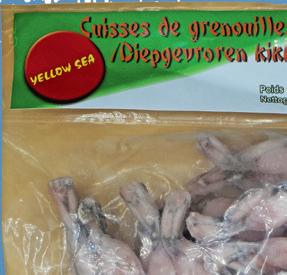 Cuisses de grenouille
/Diepgevroren kik
YELLOW SEA
Poids
Nettog